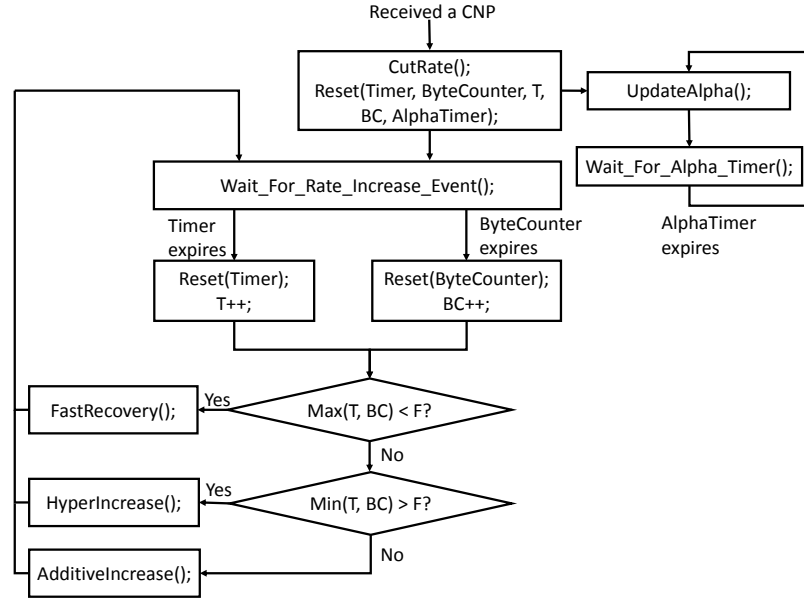 Received a CNP
CutRate();
Reset(Timer, ByteCounter, T,
BC, AlphaTimer);
UpdateAlpha();
Wait_For_Alpha_Timer();
AlphaTimer
expires
Wait_For_Rate_Increase_Event();
Timer
expires
ByteCounter
expires
Reset(Timer);
T++;
Reset(ByteCounter);
BC++;
Max(T, BC) < F?
Yes
FastRecovery();
No
Min(T, BC) > F?
Yes
HyperIncrease();
No
AdditiveIncrease();